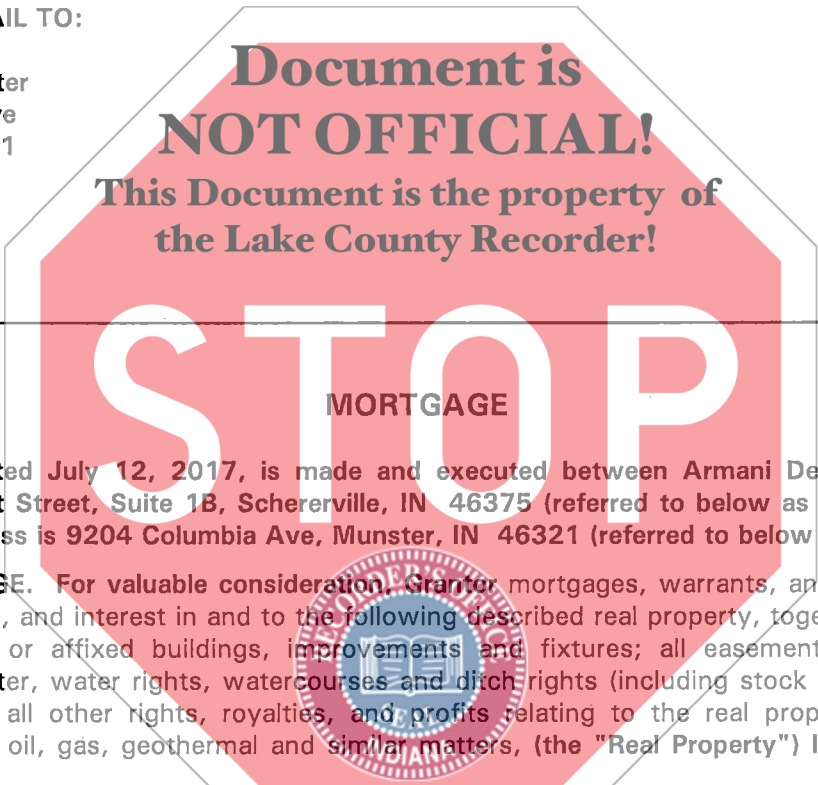 AIL TO:
Document is
ter
ve
NOT OFFICIAL!
1
This Document is the property of
the Lake County Recorder!
STOP
MORTGAGE
ted July 12, 2017, is made and executed between Armani De
t Street, Suite 1B, Schererville, IN 46375 (referred to below as
ss is 9204 Columbia Ave, Munster, IN 46321 (referred to below
GE. For valuable consideration, Grantor mortgages, warrants, an
, and interest in and to the following described real property, toge
or affixed buildings, improvements and fixtures; all easement
ter, water rights, watercourses and ditch rights (including stock
all other rights, royalties, and profits relating to the real prop
oil, gas, geothermal and similar matters, (the "Real Property") l
RECORDER'S OFFICE
SEAL
INDIANA